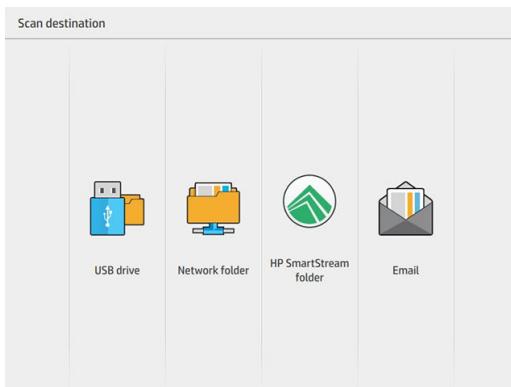 Scan destination
USB drive
Network folder
HP SmartStream
folder
Email